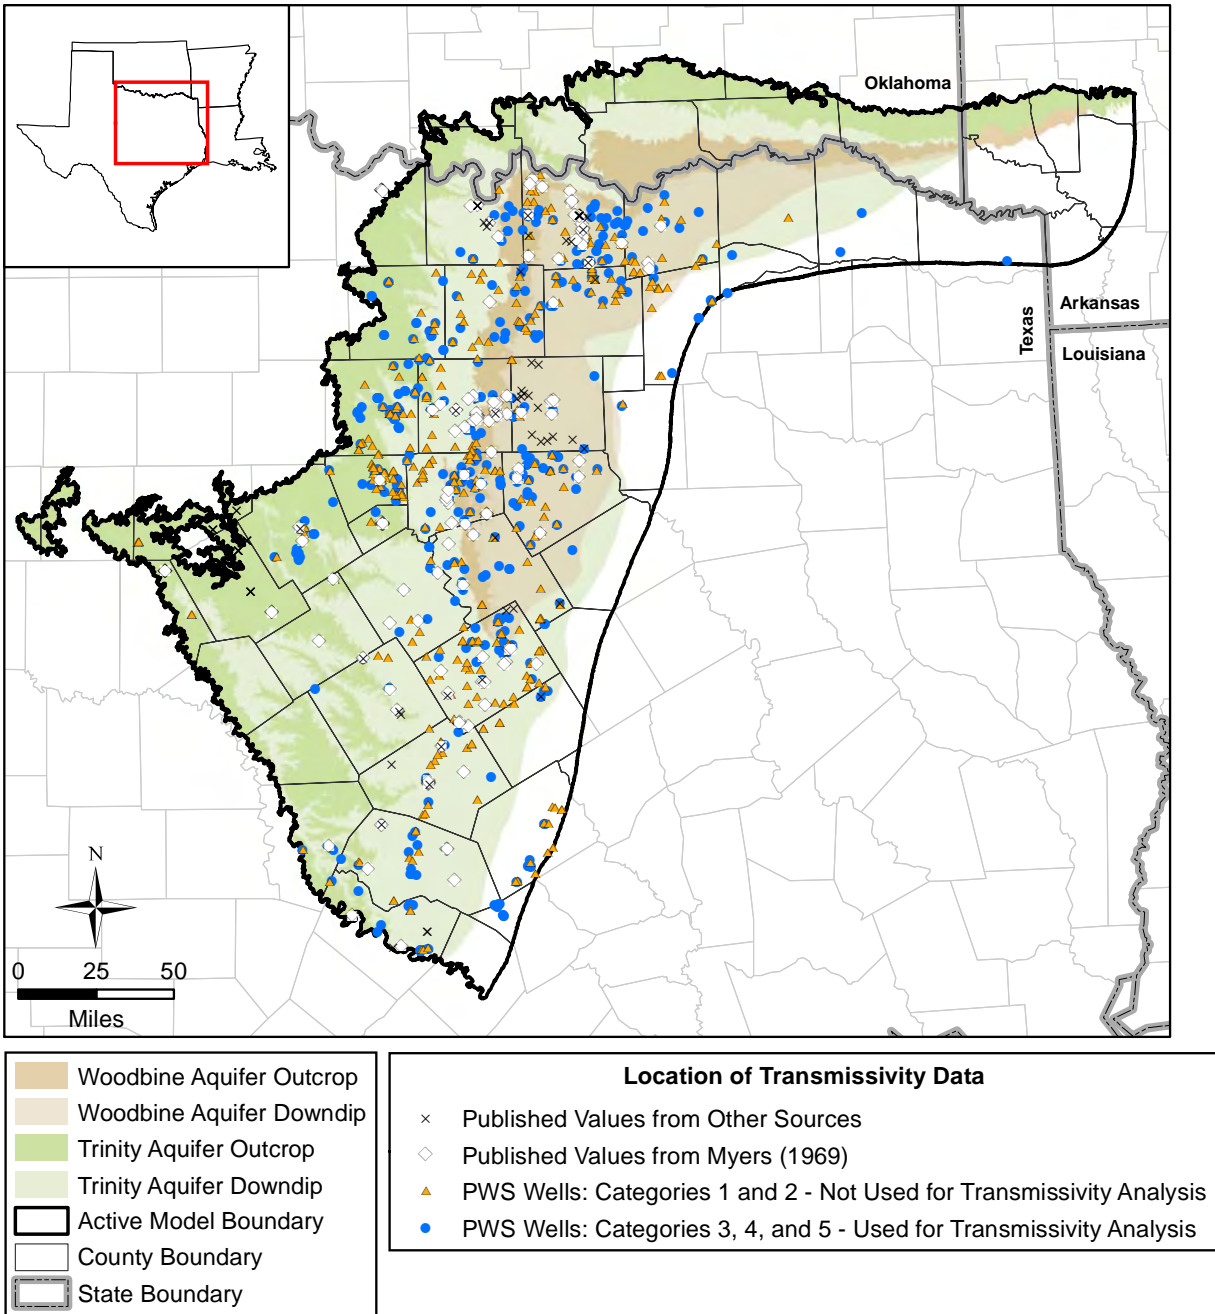 Oklahoma
Texas
Arkansas
Louisiana
N
0 25 50
Miles
Woodbine Aquifer Outcrop
Woodbine Aquifer Downdip
Trinity Aquifer Outcrop
Trinity Aquifer Downdip
Active Model Boundary
County Boundary
State Boundary
Location of Transmissivity Data
Published Values from Other Sources
Published Values from Myers (1969)
PWS Wells: Categories 1 and 2 - Not Used for Transmissivity Analysis
PWS Wells: Categories 3, 4, and 5 - Used for Transmissivity Analysis